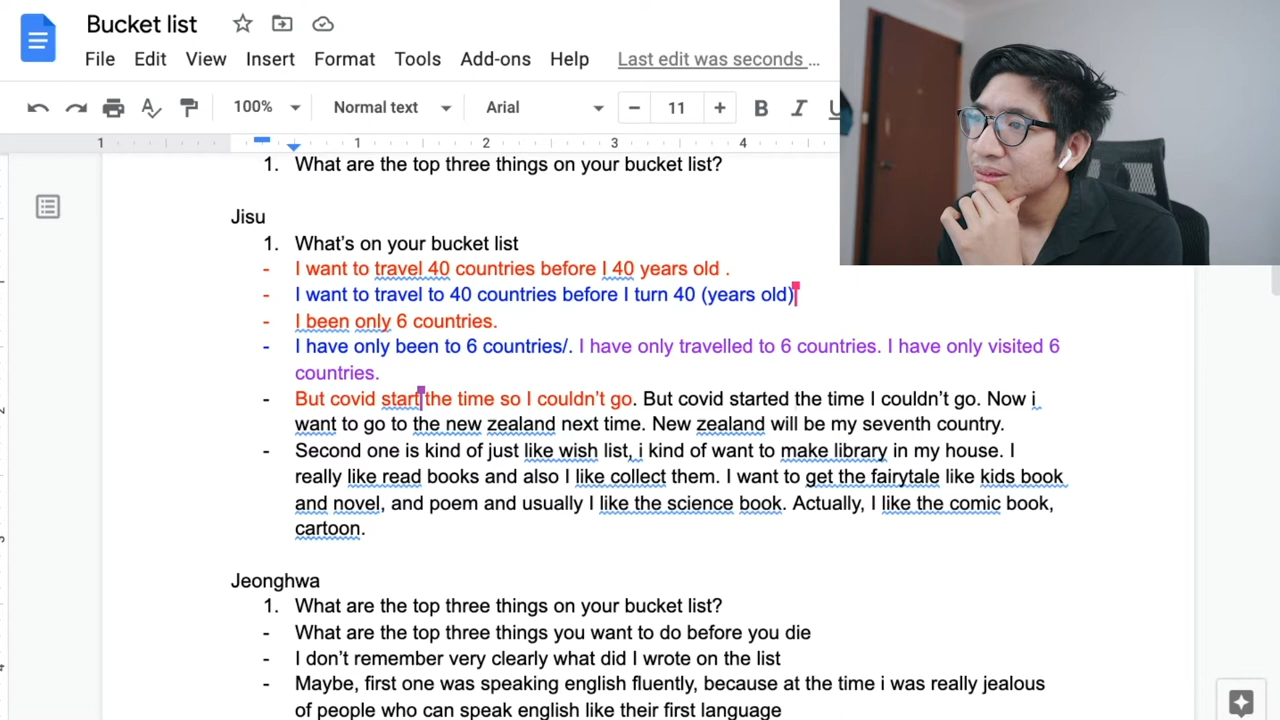 Bucket list
File Edit View Insert Format Tools Add-ons Help Last edit was seconds ...
100% Normal text Arial 11 B I U
1 1 2 3 4
1. What are the top three things on your bucket list?
Jisu
1. What's on your bucket list
- I want to travel 40 countries before I 40 years old .
- I want to travel to 40 countries before I turn 40 (years old)
- I been only 6 countries.
- I have only been to 6 countries/. I have only travelled to 6 countries. I have only visited 6
countries.
- But covid start the time so I couldn't go. But covid started the time I couldn't go. Now i
want to go to the new zealand next time. New zealand will be my seventh country.
- Second one is kind of just like wish list, i kind of want to make library in my house. I
really like read books and also I like collect them. I want to get the fairytale like kids book
and novel, and poem and usually I like the science book. Actually, I like the comic book,
cartoon.
Jeonghwa
1. What are the top three things on your bucket list?
- What are the top three things you want to do before you die
- I don't remember very clearly what did I wrote on the list
- Maybe, first one was speaking english fluently, because at the time i was really jealous
of people who can speak english like their first language